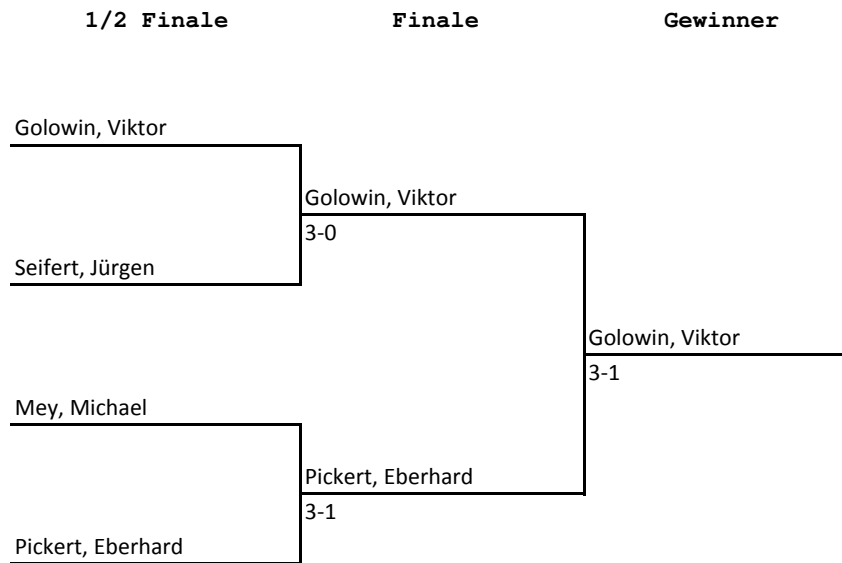 1/2 Finale Finale Gewinner
Golowin, Viktor
Golowin, Viktor
3-0
Seifert, Jürgen
Golowin, Viktor
3-1
Mey, Michael
Pickert, Eberhard
3-1
Pickert, Eberhard